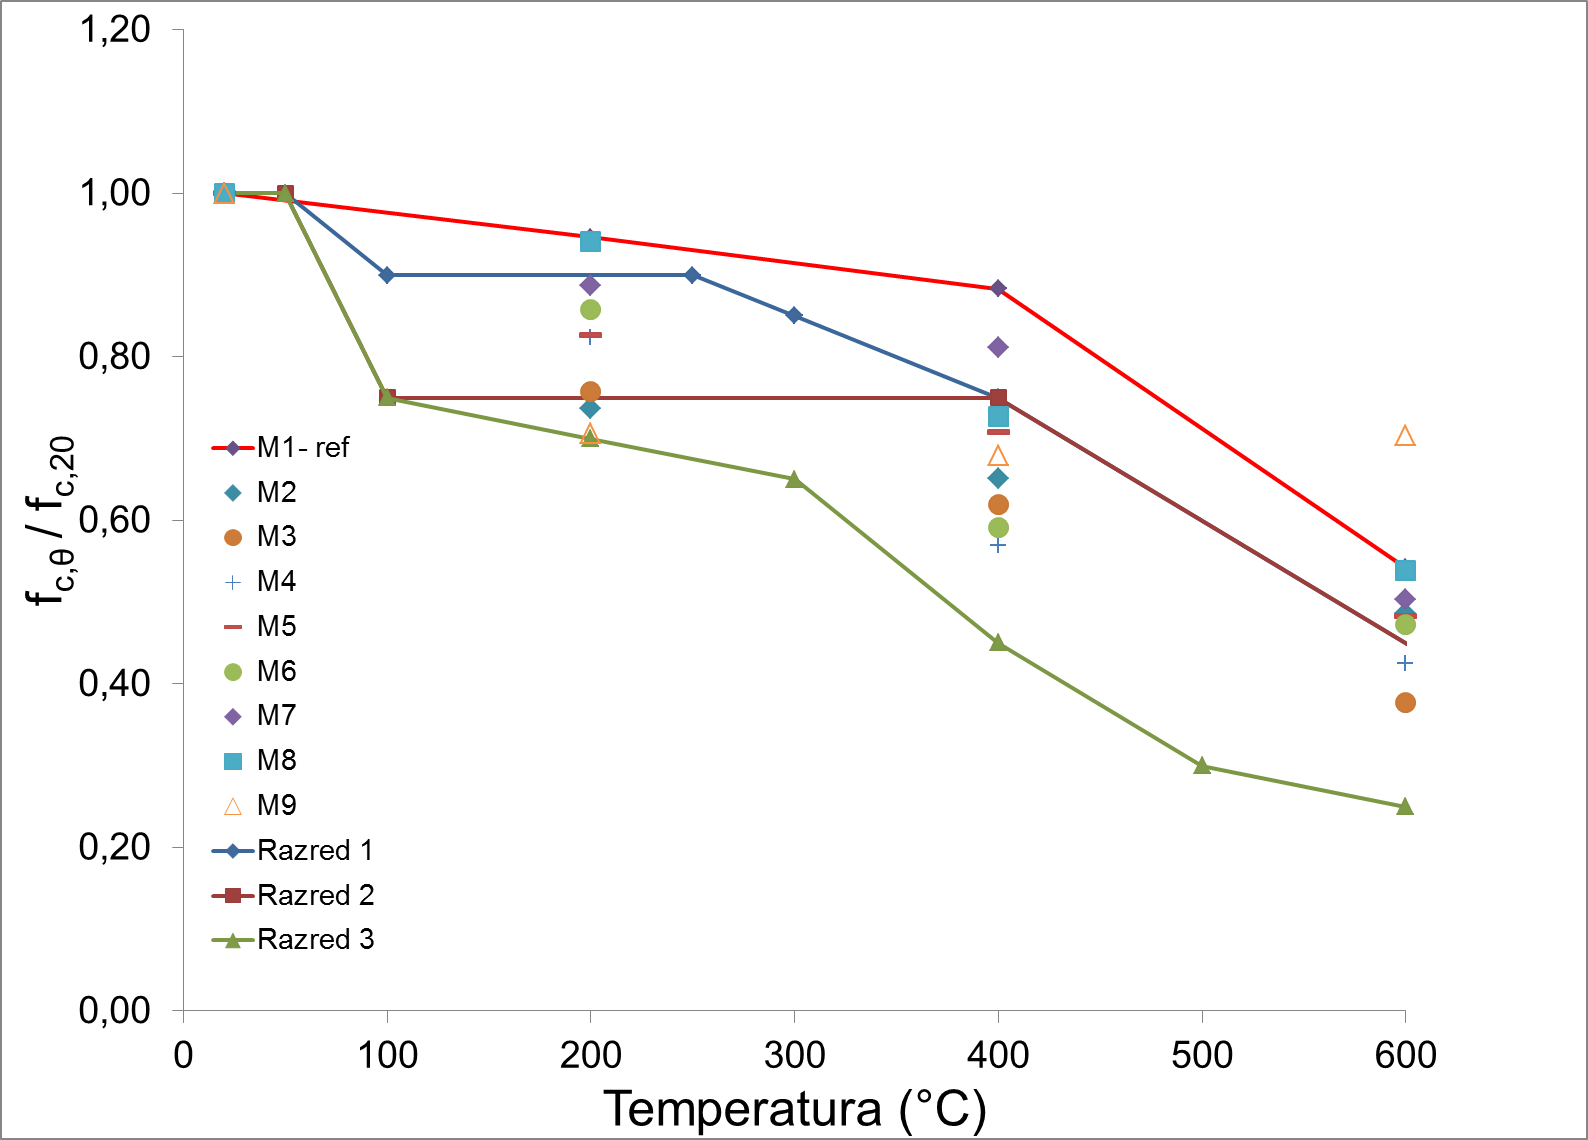 1,20
1,00
0,80
0,60
0,40
0,20
0,00
f_c,θ / f_c,20
M1- ref
M2
M3
M4
M5
M6
M7
M8
M9
Razred 1
Razred 2
Razred 3
0 100 200 300 400 500 600
Temperatura (°C)